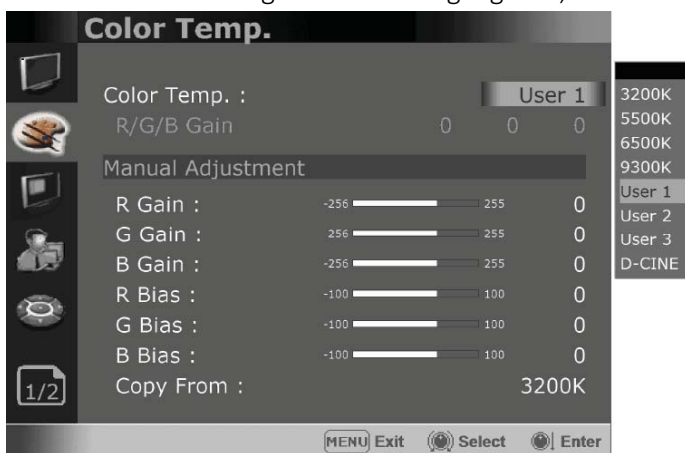 Color Temp.
Color Temp. : User 1
R/G/B Gain 0 0 0
Manual Adjustment
R Gain : -256 255 0
G Gain : 256 255 0
B Gain : -256 255 0
R Bias : -100 100 0
G Bias : -100 100 0
B Bias : -100 100 0
Copy From : 3200K
1/2
MENU Exit Select Enter
3200K
5500K
6500K
9300K
User 1
User 2
User 3
D-CINE